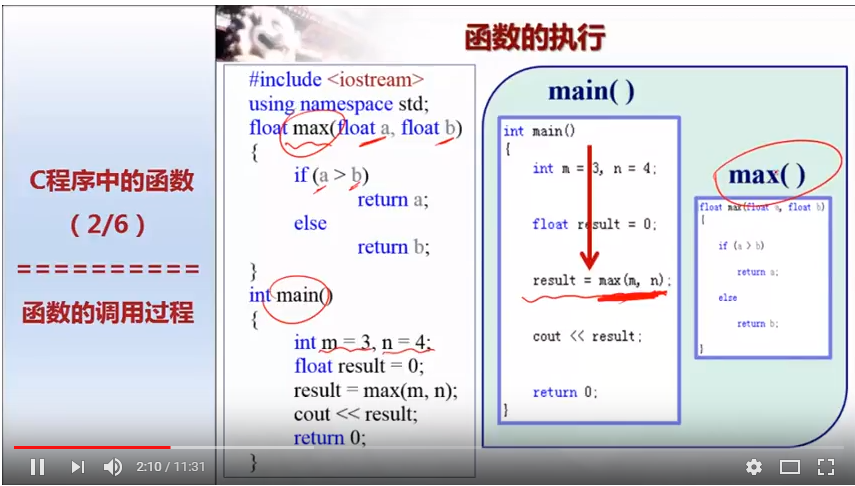 函数的执行
C程序中的函数
（2/6）
==========
函数的调用过程
#include <iostream>
using namespace std;
float max(float a, float b)
{
if (a > b)
return a;
else
return b;
}
int main()
{
int m = 3, n = 4;
float result = 0;
result = max(m, n);
cout << result;
return 0;
}
main( )
int main()
{
int m = 3, n = 4;
float result = 0;
result = max(m, n);
cout << result;
return 0;
}
max( )
float max(float a, float b)
{
if (a > b)
return a;
else
return b;
}
2:10 / 11:31